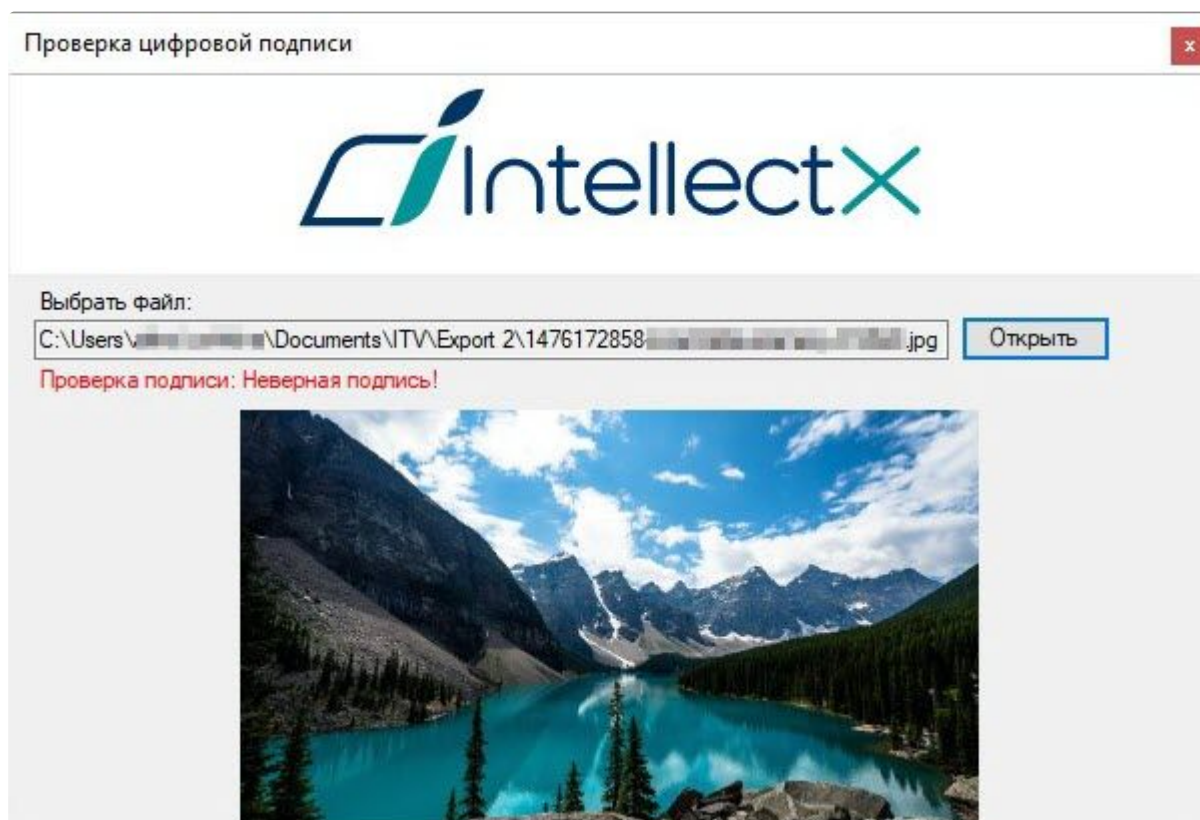 Проверка цифровой подписи
x
IntellectX
Выбрать файл:
C:\Users\ \Documents\ITV\Export 2\1476172858 .jpg
Открыть
Проверка подписи: Неверная подпись!